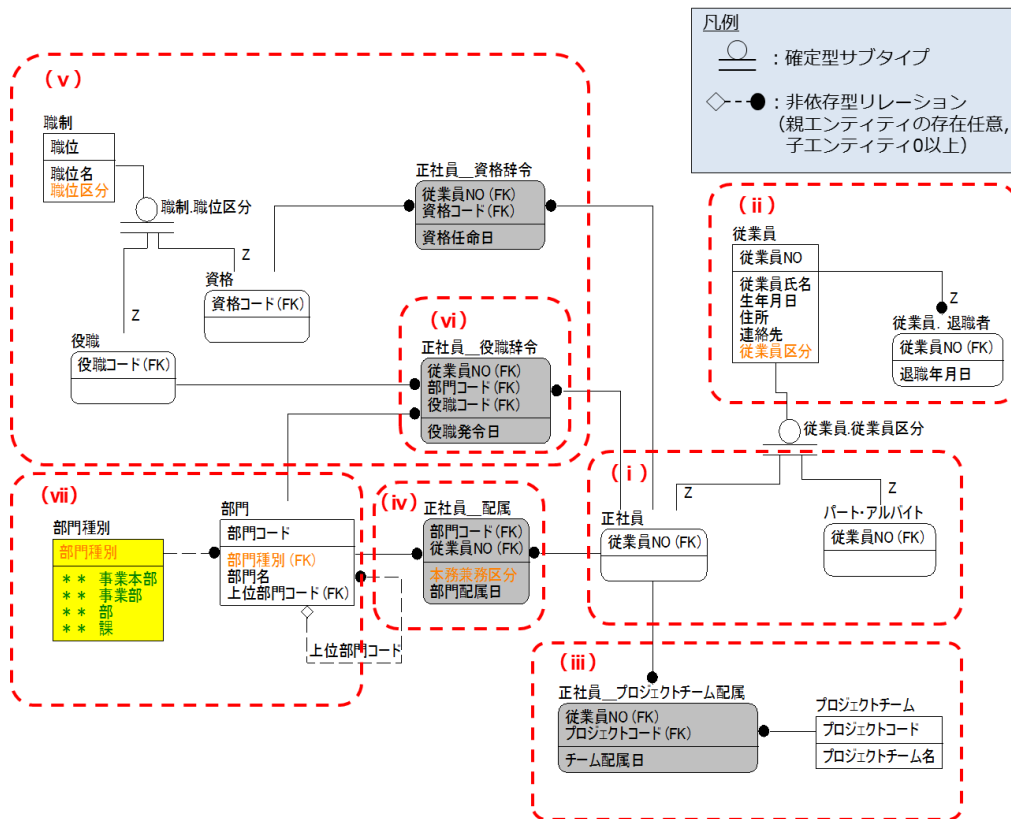 凡例
：確定型サブタイプ
：非依存型リレーション
（親エンティティの存在任意，
子エンティティ0以上）
（v）
職制
職位
職位名
職位区分
職制.職位区分
Z
Z
資格
資格コード(FK)
役職
役職コード(FK)
正社員__資格辞令
従業員NO(FK)
資格コード(FK)
資格任命日
（vi）
正社員__役職辞令
従業員NO(FK)
部門コード(FK)
役職コード(FK)
役職発令日
（ii）
従業員
従業員NO
従業員氏名
生年月日
住所
連絡先
従業員区分
Z
従業員．退職者
従業員NO(FK)
退職年月日
従業員.従業員区分
（i）
Z
Z
正社員
従業員NO(FK)
パート・アルバイト
従業員NO(FK)
（vii）
部門種別
部門種別
＊＊ 事業本部
＊＊ 事業部
＊＊ 部
＊＊ 課
部門
部門コード
部門種別(FK)
部門名
上位部門コード(FK)
上位部門コード
（iv）
正社員__配属
部門コード(FK)
従業員NO(FK)
本務兼務区分
部門配属日
（iii）
正社員__プロジェクトチーム配属
従業員NO(FK)
プロジェクトコード(FK)
チーム配属日
プロジェクトチーム
プロジェクトコード
プロジェクトチーム名